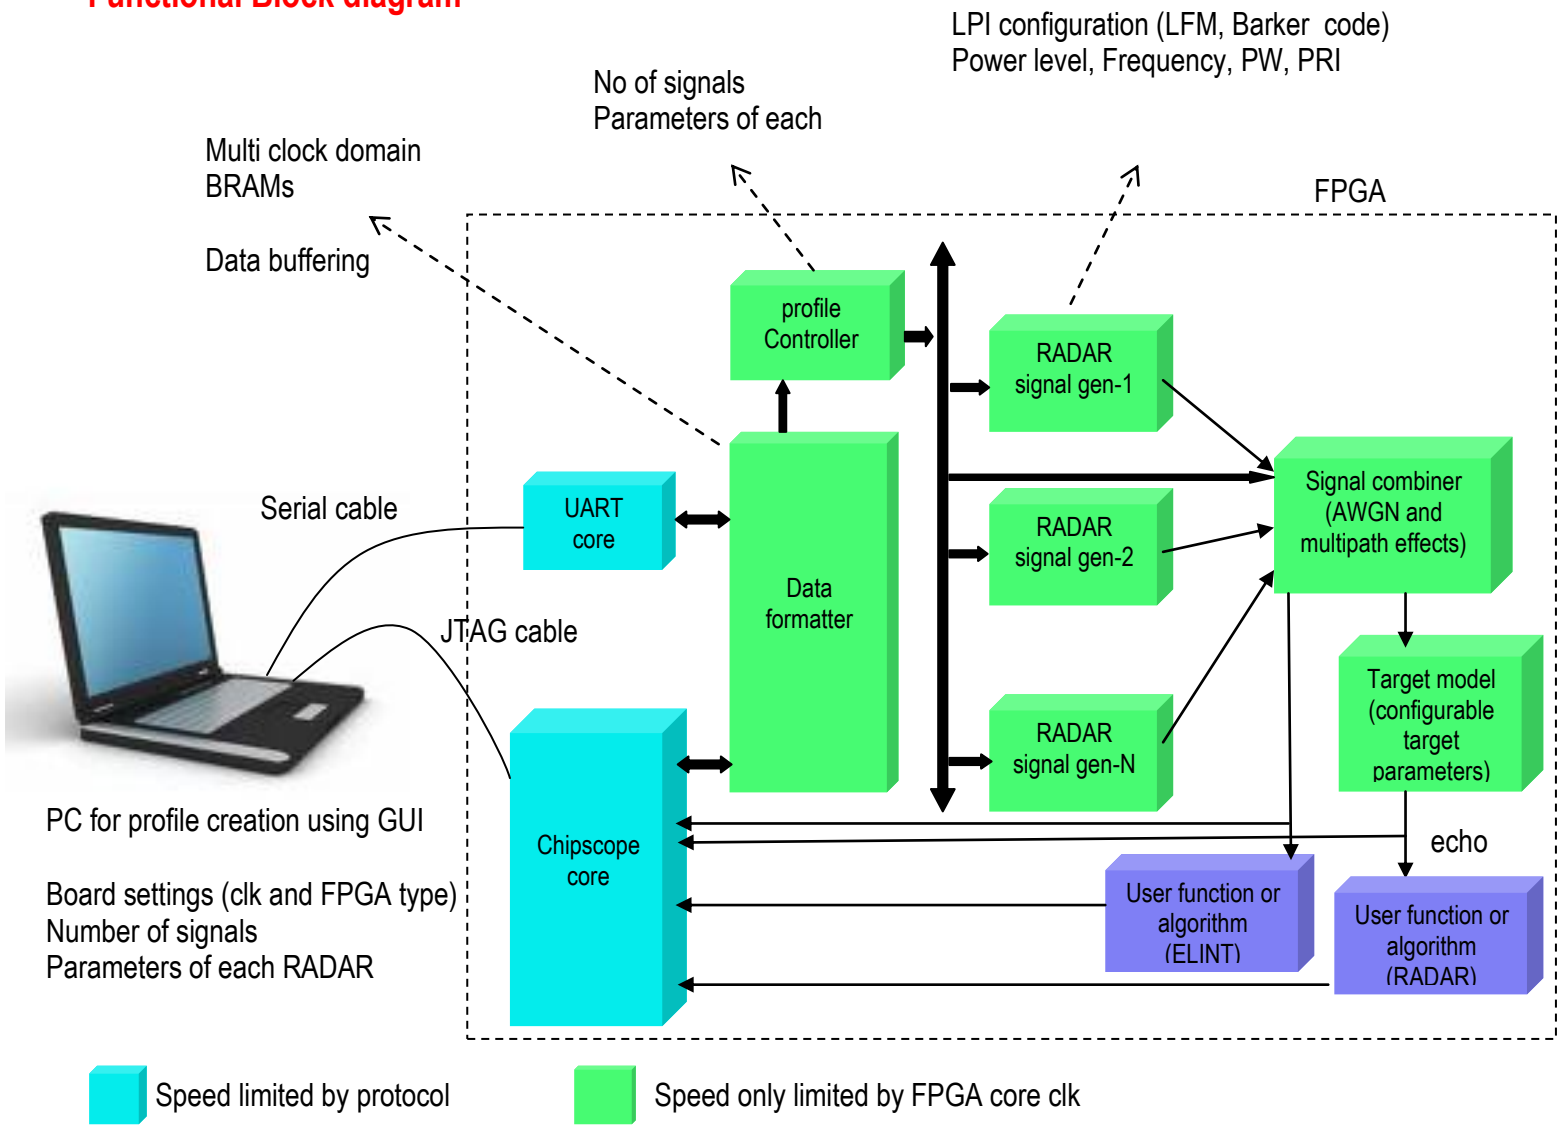 Functional Block diagram
LPI configuration (LFM, Barker code)
Power level, Frequency, PW, PRI
No of signals
Parameters of each
Multi clock domain
BRAMs
Data buffering
FPGA
profile
Controller
RADAR
signal gen-1
Signal combiner
(AWGN and
multipath effects)
Serial cable
UART
core
RADAR
signal gen-2
Data
formatter
JTAG cable
Target model
(configurable
target
parameters)
RADAR
signal gen-N
PC for profile creation using GUI
Chipscope
core
echo
Board settings (clk and FPGA type)
Number of signals
Parameters of each RADAR
User function or
algorithm
(ELINT)
User function or
algorithm
(RADAR)
Speed limited by protocol
Speed only limited by FPGA core clk